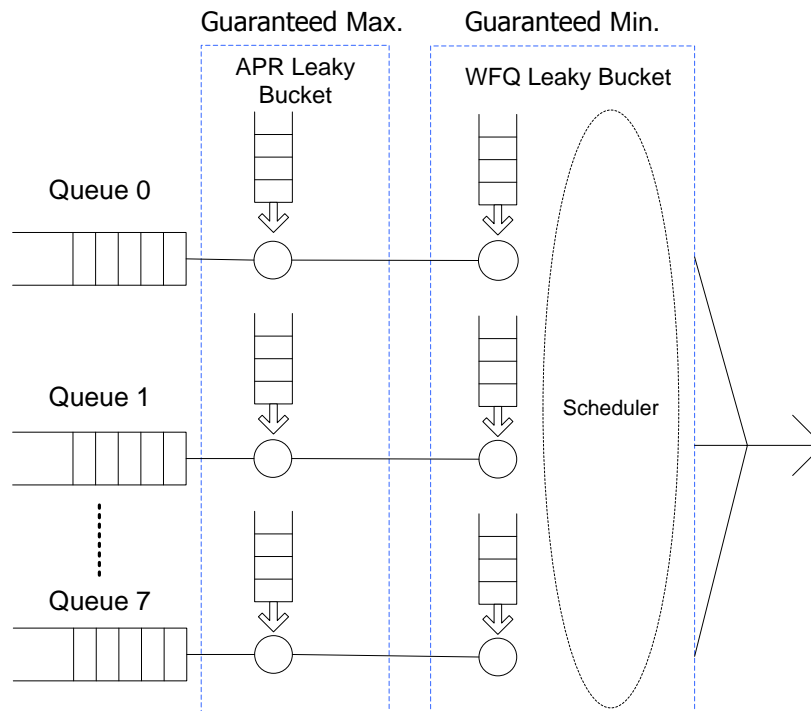 Guaranteed Max.
Guaranteed Min.
APR Leaky
Bucket
WFQ Leaky Bucket
Queue 0
Queue 1
Scheduler
Queue 7